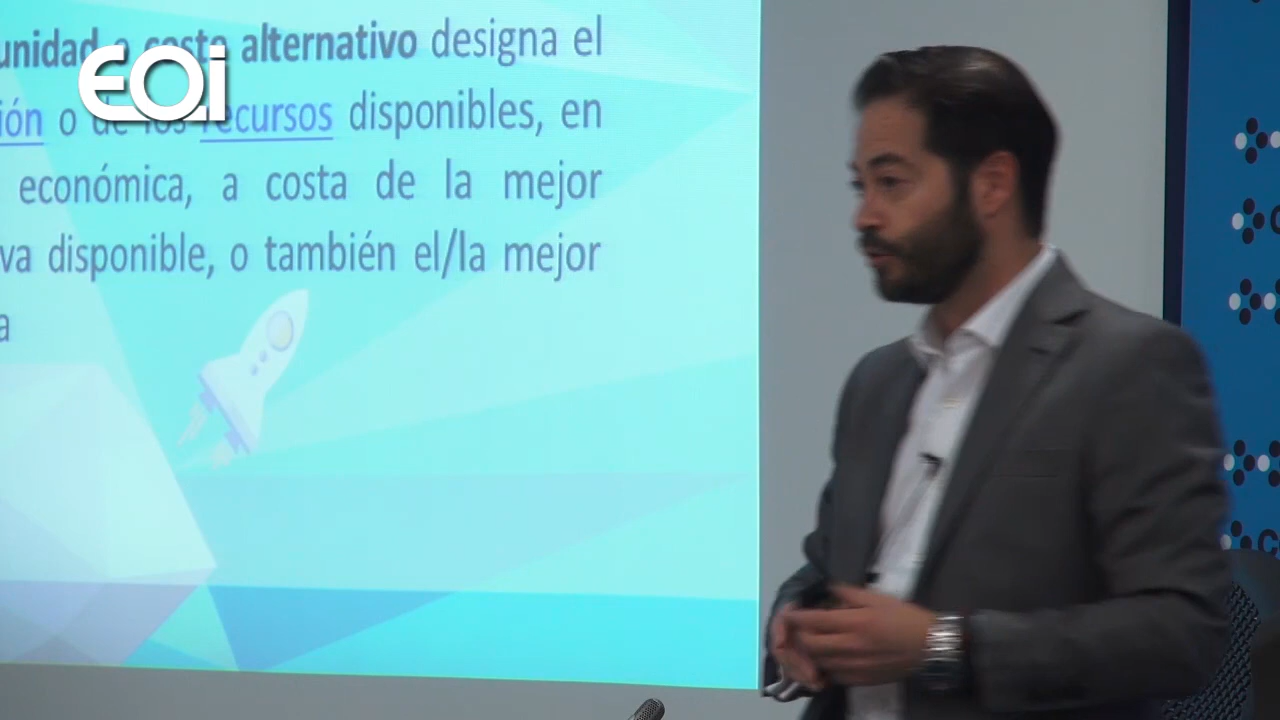 unidad o coste alternativo designa el
EOi
ión o de los recursos disponibles, en
económica, a costa de la mejor
va disponible, o también el/la mejor
a